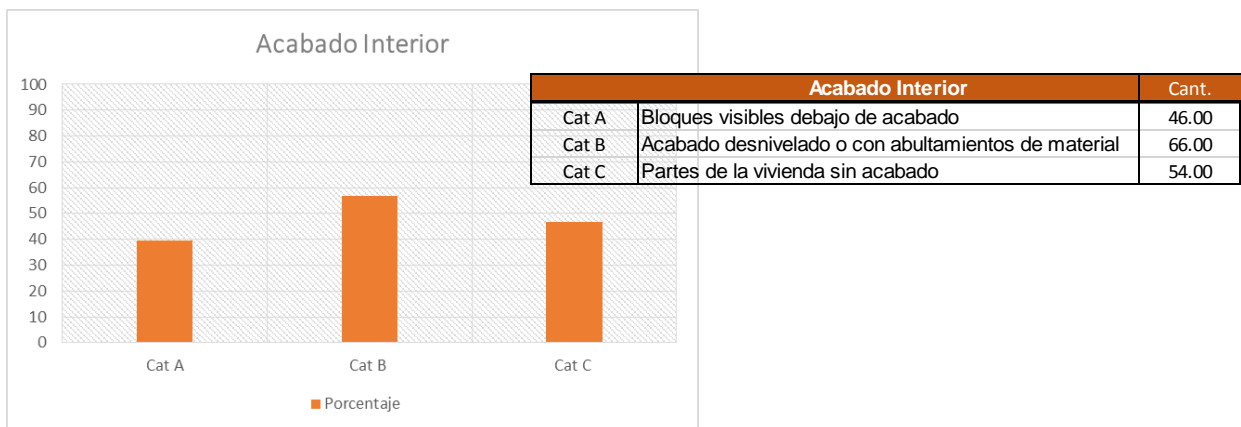 Acabado Interior
100
90
80
70
60
50
40
30
20
10
0
Cat A Cat B Cat C
Porcentaje
Acabado Interior Cant.
Cat A Bloques visibles debajo de acabado 46.00
Cat B Acabado desnivelado o con abultamientos de material 66.00
Cat C Partes de la vivienda sin acabado 54.00